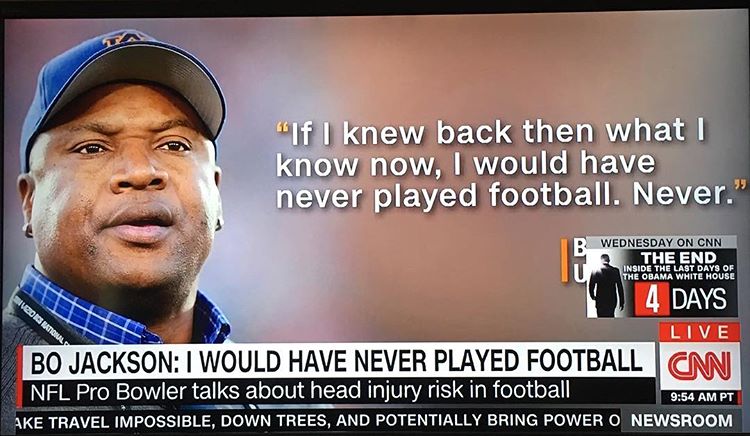 “If I knew back then what I
know now, I would have
never played football. Never.”
B
U
WEDNESDAY ON CNN
THE END
INSIDE THE LAST DAYS OF
THE OBAMA WHITE HOUSE
4 DAYS
LIVE
BO JACKSON: I WOULD HAVE NEVER PLAYED FOOTBALL
NFL Pro Bowler talks about head injury risk in football
CNN
9:54 AM PT
AKE TRAVEL IMPOSSIBLE, DOWN TREES, AND POTENTIALLY BRING POWER O
NEWSROOM